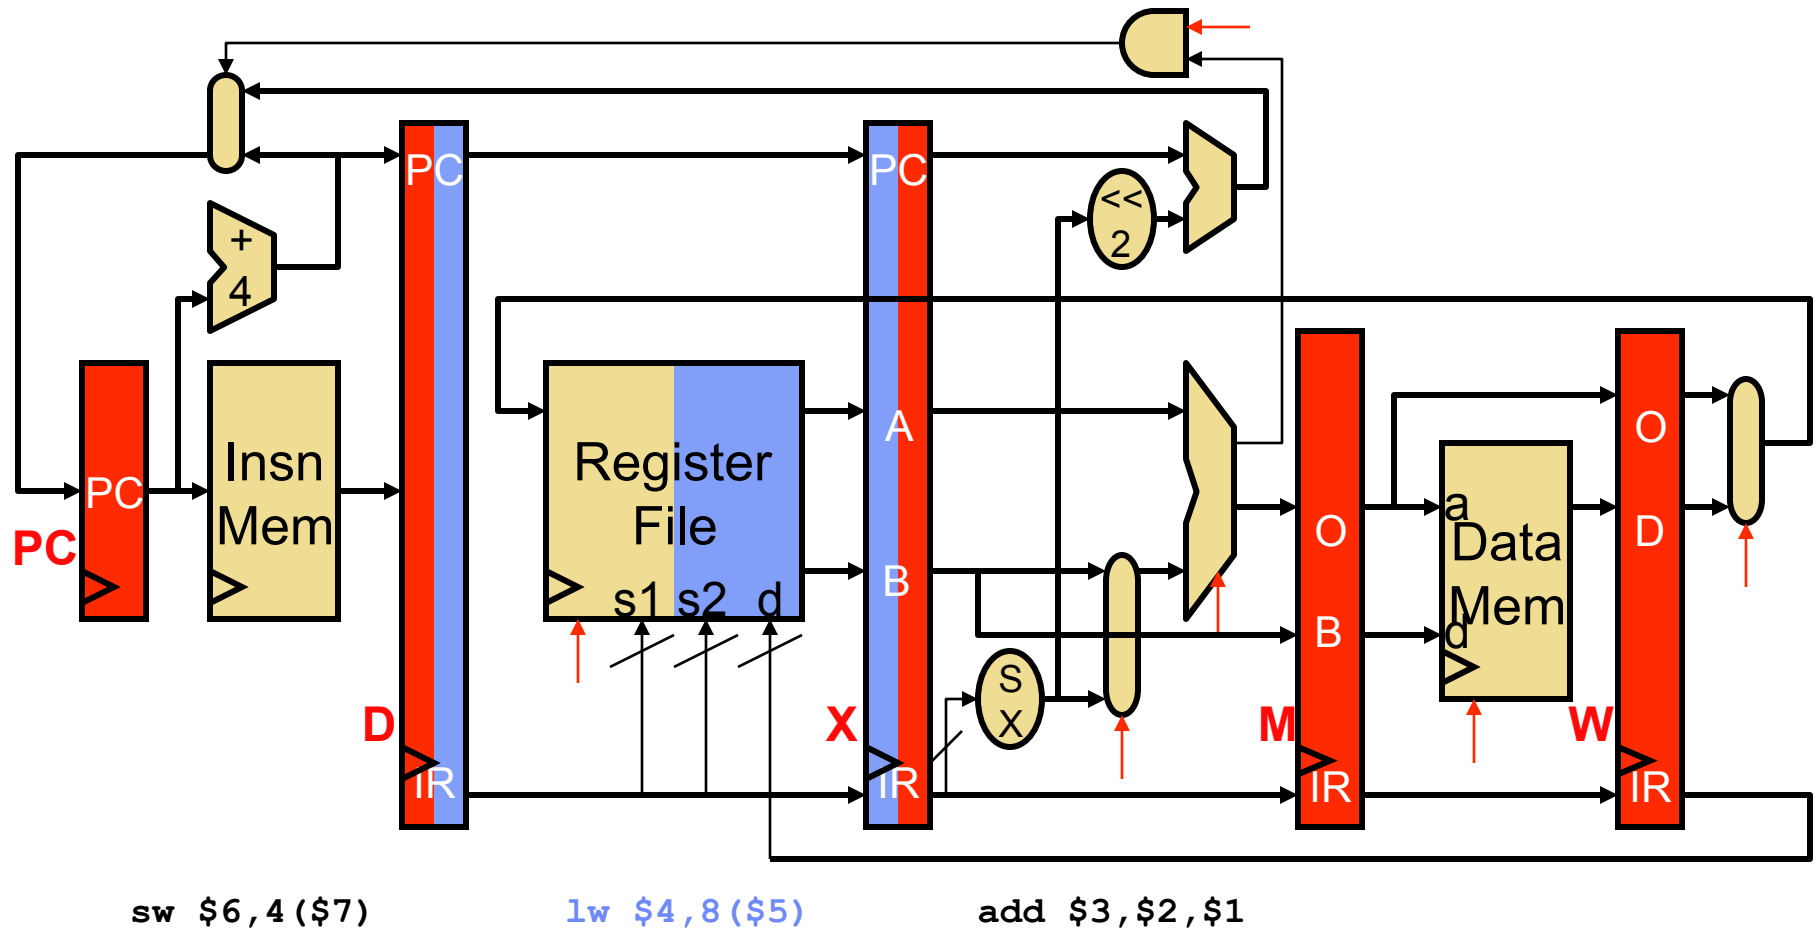 PC
PC
<<
2
+
4
A
O
Register
File
Insn
Mem
PC
a
O
D
Data
Mem
PC
B
s1 s2 d
B
d
S
X
D
X
M
W
IR
IR
IR
IR
sw $6,4($7)
lw $4,8($5)
add $3,$2,$1